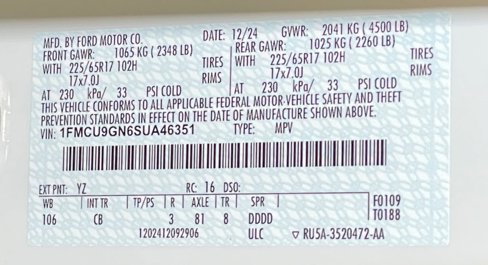 MFD. BY FORD MOTOR CO. DATE: 12/24 GVWR: 2041 KG ( 4500 LB)
FRONT GAWR: 1065 KG ( 2348 LB) REAR GAWR: 1025 KG ( 2260 LB)
WITH 225/65R17 102H TIRES WITH 225/65R17 102H TIRES
17x7.0J RIMS 17x7.0J RIMS
AT 230 kPa/ 33 PSI COLD AT 230 kPa/ 33 PSI COLD
THIS VEHICLE CONFORMS TO ALL APPLICABLE FEDERAL MOTOR-VEHICLE SAFETY AND THEFT
PREVENTION STANDARDS IN EFFECT ON THE DATE OF MANUFACTURE SHOWN ABOVE.
VIN: 1FMCU9GN6SUA46351 TYPE: MPV
EXT PNT: YZ RC: 16 DSO:
WB INT TR TP/PS R AXLE TR SPR F0109
106 CB 3 81 8 DDDD T0188
1202412092906 ULC ▽ RU5A-3520472-AA